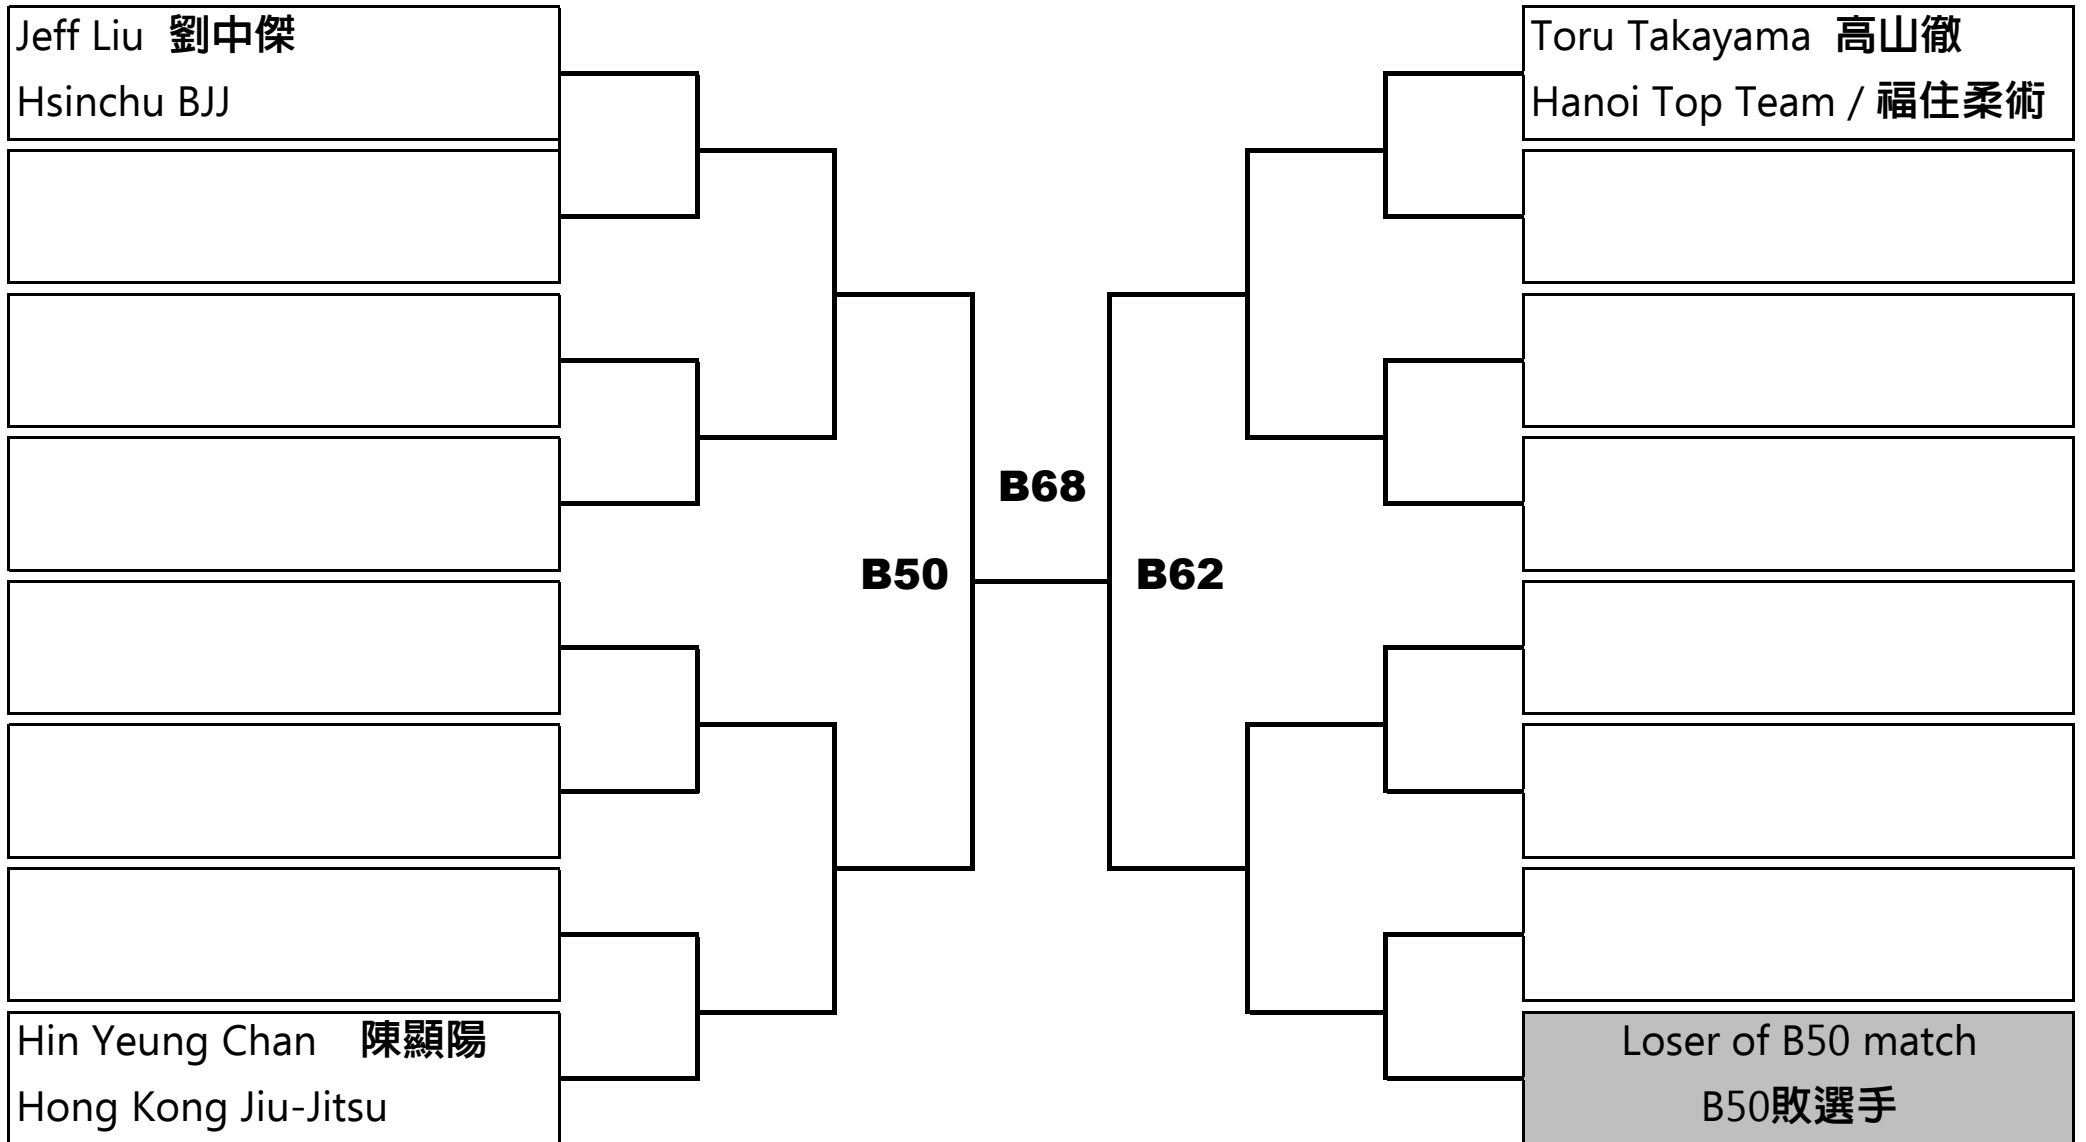 Jeff Liu 劉中傑
Hsinchu BJJ
Toru Takayama 高山徹
Hanoi Top Team / 福住柔術
B68
B50
B62
Hin Yeung Chan 陳顯陽
Hong Kong Jiu-Jitsu
Loser of B50 match
B50敗選手